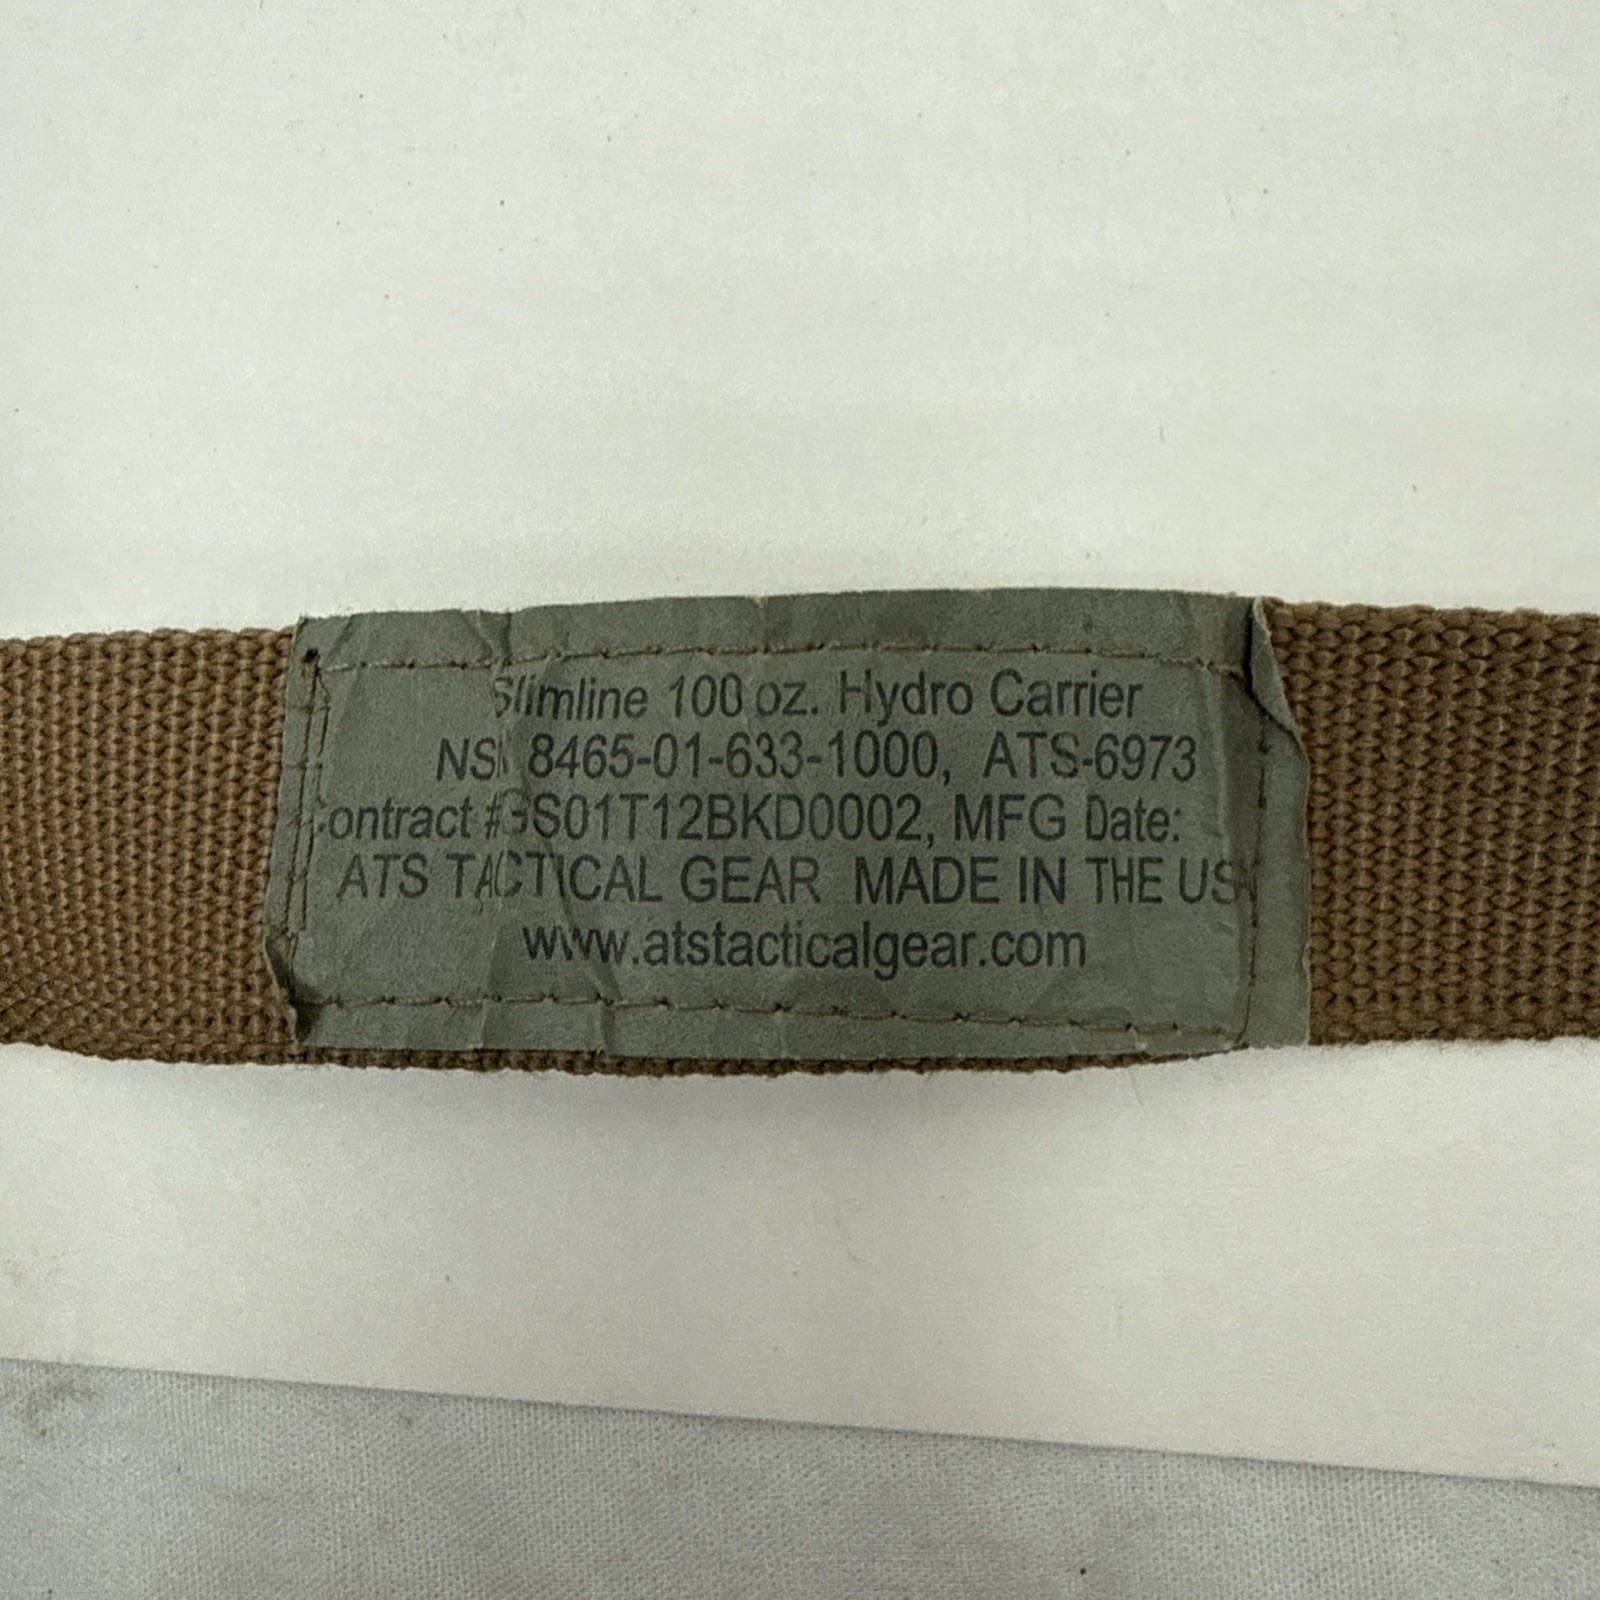 Slimline 100 oz. Hydro Carrier
NSN 8465-01-633-1000, ATS-6973
ontract #GS01T12BKD0002, MFG Date:
ATS TACTICAL GEAR MADE IN THE USA
www.atstacticalgear.com